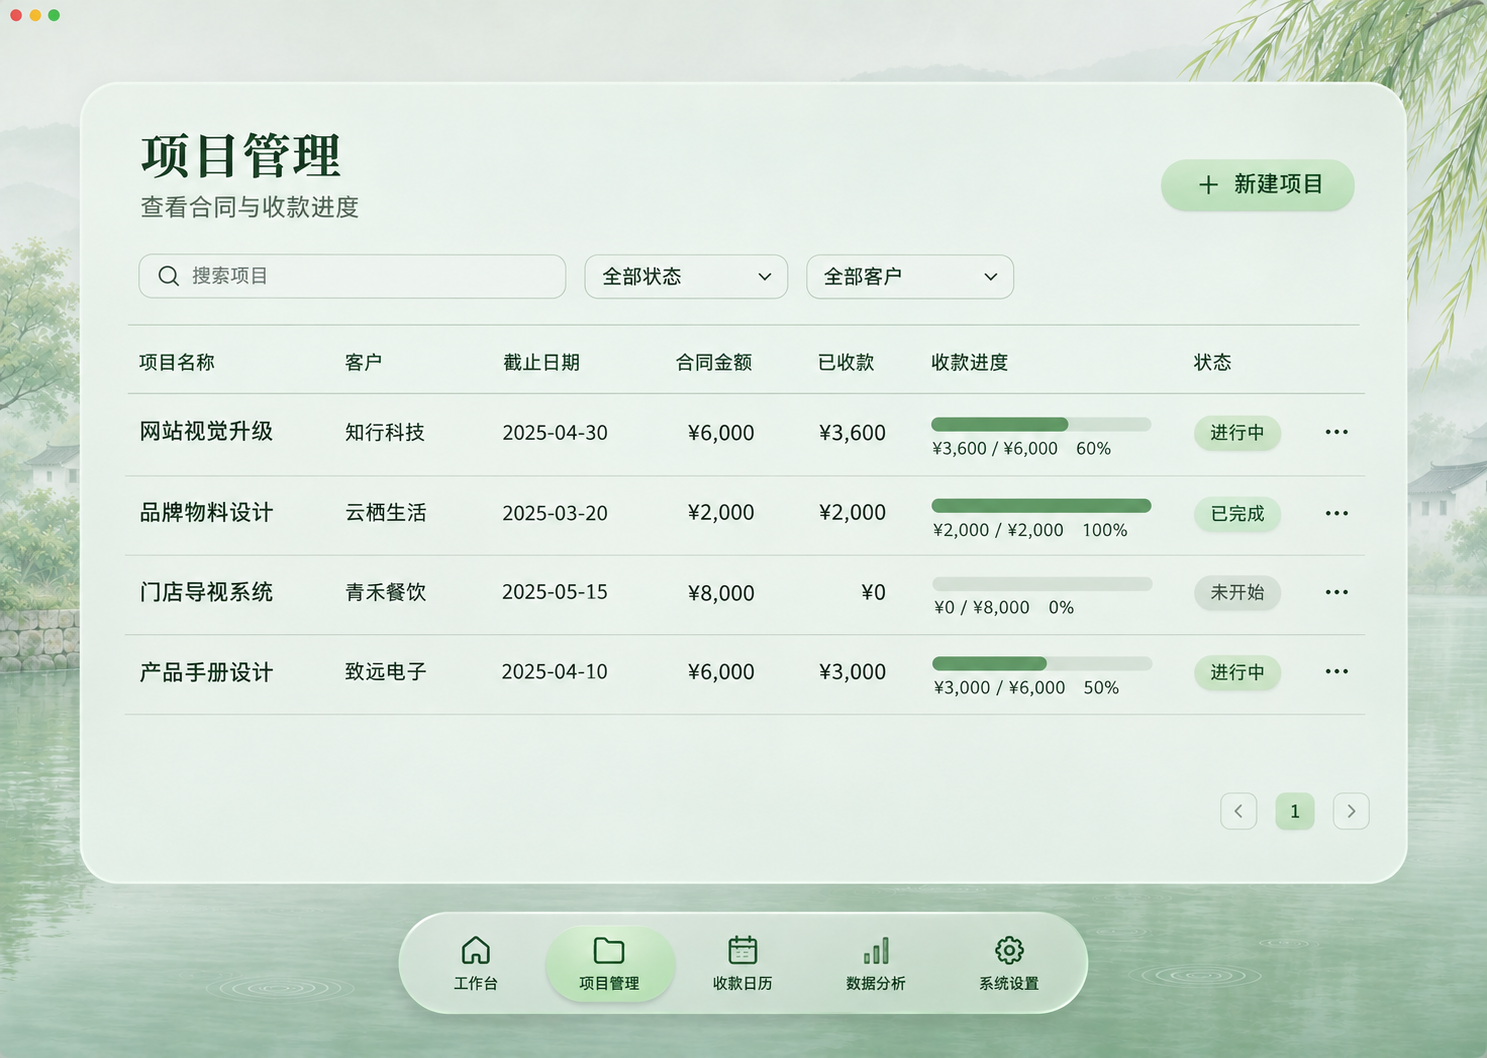 项目管理
查看合同与收款进度
+ 新建项目
搜索项目 全部状态 全部客户
项目名称 客户 截止日期 合同金额 已收款 收款进度 状态
网站视觉升级 知行科技 2025-04-30 ¥6,000 ¥3,600 ¥3,600 / ¥6,000 60% 进行中 •••
品牌物料设计 云栖生活 2025-03-20 ¥2,000 ¥2,000 ¥2,000 / ¥2,000 100% 已完成 •••
门店导视系统 青禾餐饮 2025-05-15 ¥8,000 ¥0 ¥0 / ¥8,000 0% 未开始 •••
产品手册设计 致远电子 2025-04-10 ¥6,000 ¥3,000 ¥3,000 / ¥6,000 50% 进行中 •••
1
工作台 项目管理 收款日历 数据分析 系统设置